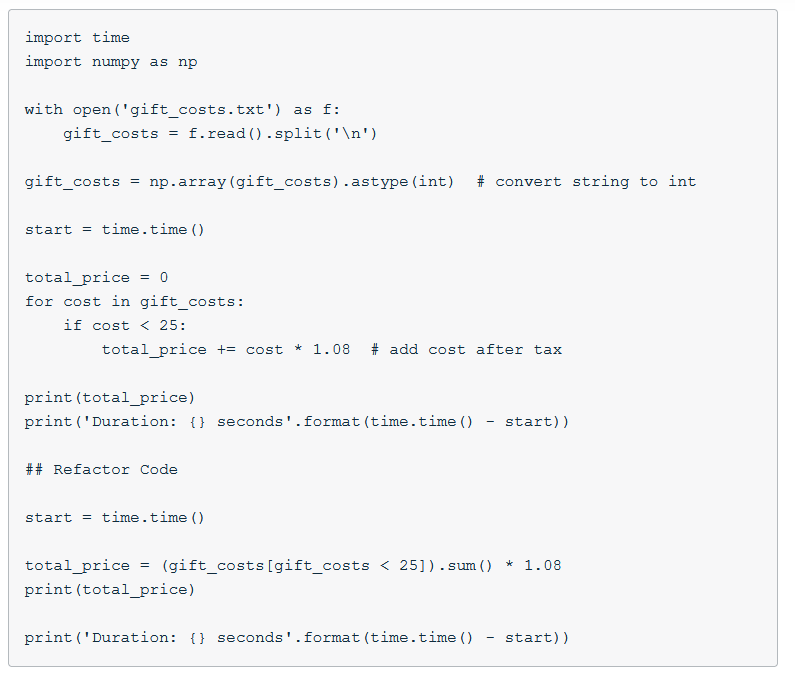 import time
import numpy as np
with open('gift_costs.txt') as f:
    gift_costs = f.read().split('\n')
gift_costs = np.array(gift_costs).astype(int)  # convert string to int
start = time.time()
total_price = 0
for cost in gift_costs:
    if cost < 25:
        total_price += cost * 1.08  # add cost after tax
print(total_price)
print('Duration: {} seconds'.format(time.time() - start))
## Refactor Code
start = time.time()
total_price = (gift_costs[gift_costs < 25]).sum() * 1.08
print(total_price)
print('Duration: {} seconds'.format(time.time() - start))